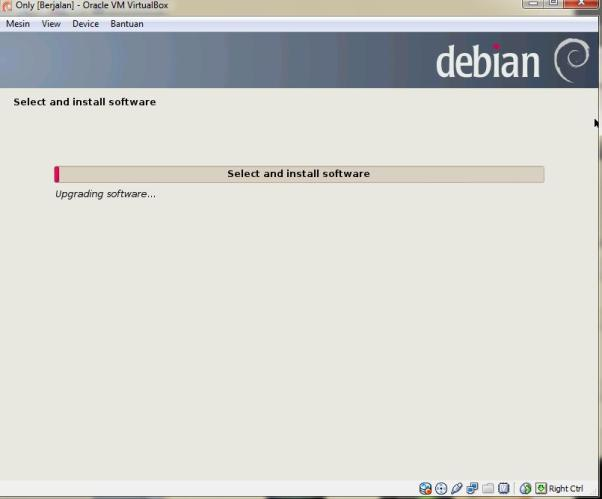 Only [Berjalan] - Oracle VM VirtualBox
Mesin View Device Bantuan
debian
Select and install software
Select and install software
Upgrading software...
Right Ctrl